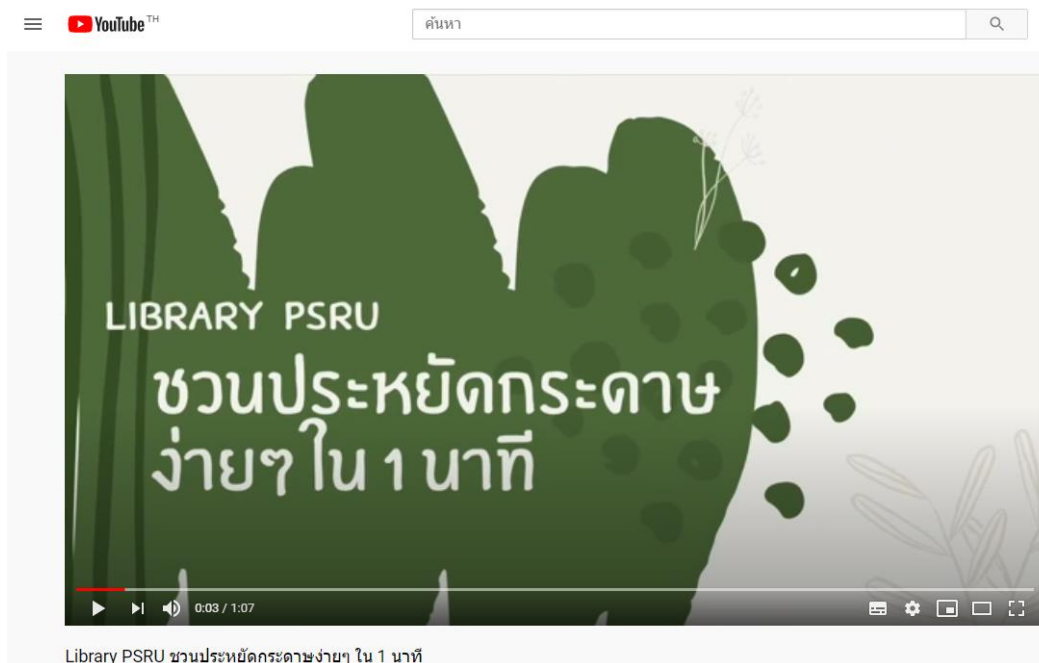 YouTube TH
ค้นหา
LIBRARY PSRU
ชวนประหยัดกระดาษ
ง่ายๆ ใน 1 นาที
0:03 / 1:07
Library PSRU ชวนประหยัดกระดาษง่ายๆ ใน 1 นาที